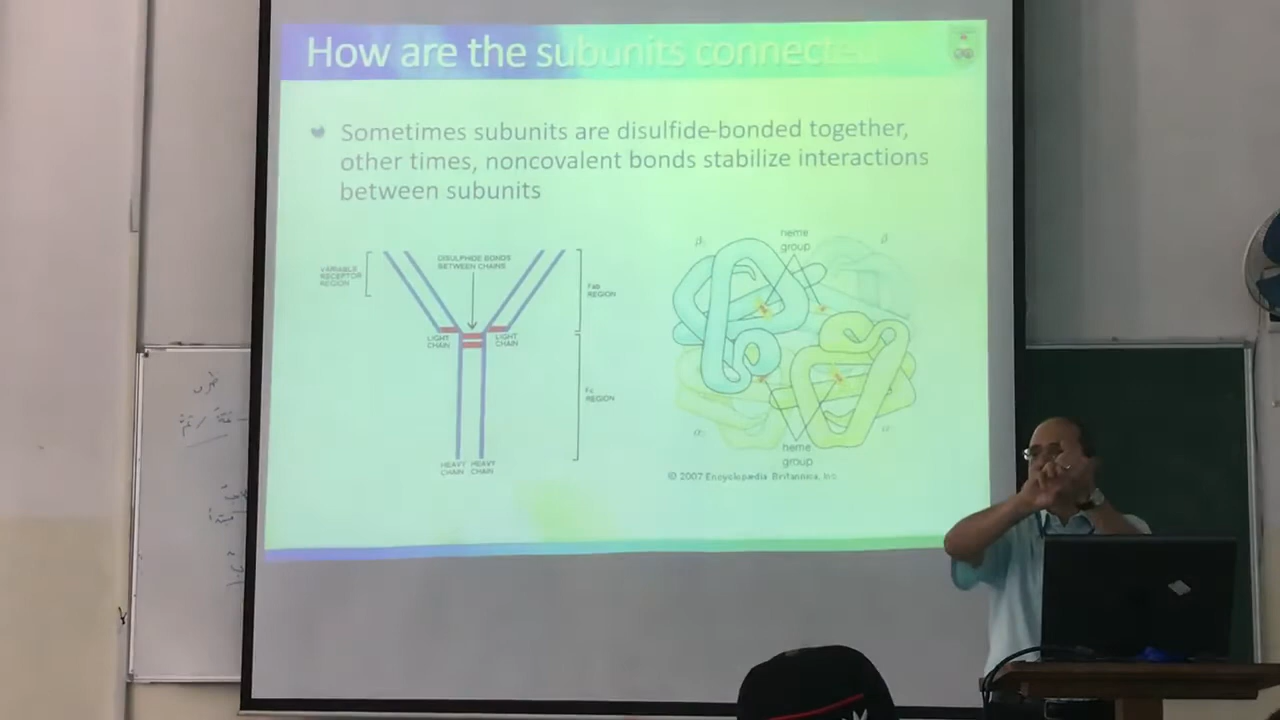 How are the subunits connected
Sometimes subunits are disulfide-bonded together,
other times, noncovalent bonds stabilize interactions
between subunits
VARIABLE
RECEPTOR
REGION
DISULPHIDE BONDS
BETWEEN CHAINS
Fab
REGION
LIGHT
CHAIN
LIGHT
CHAIN
Fc
REGION
HEAVY HEAVY
CHAIN CHAIN
heme
group
β
heme
group
© 2007 Encyclopædia Britannica, Inc.